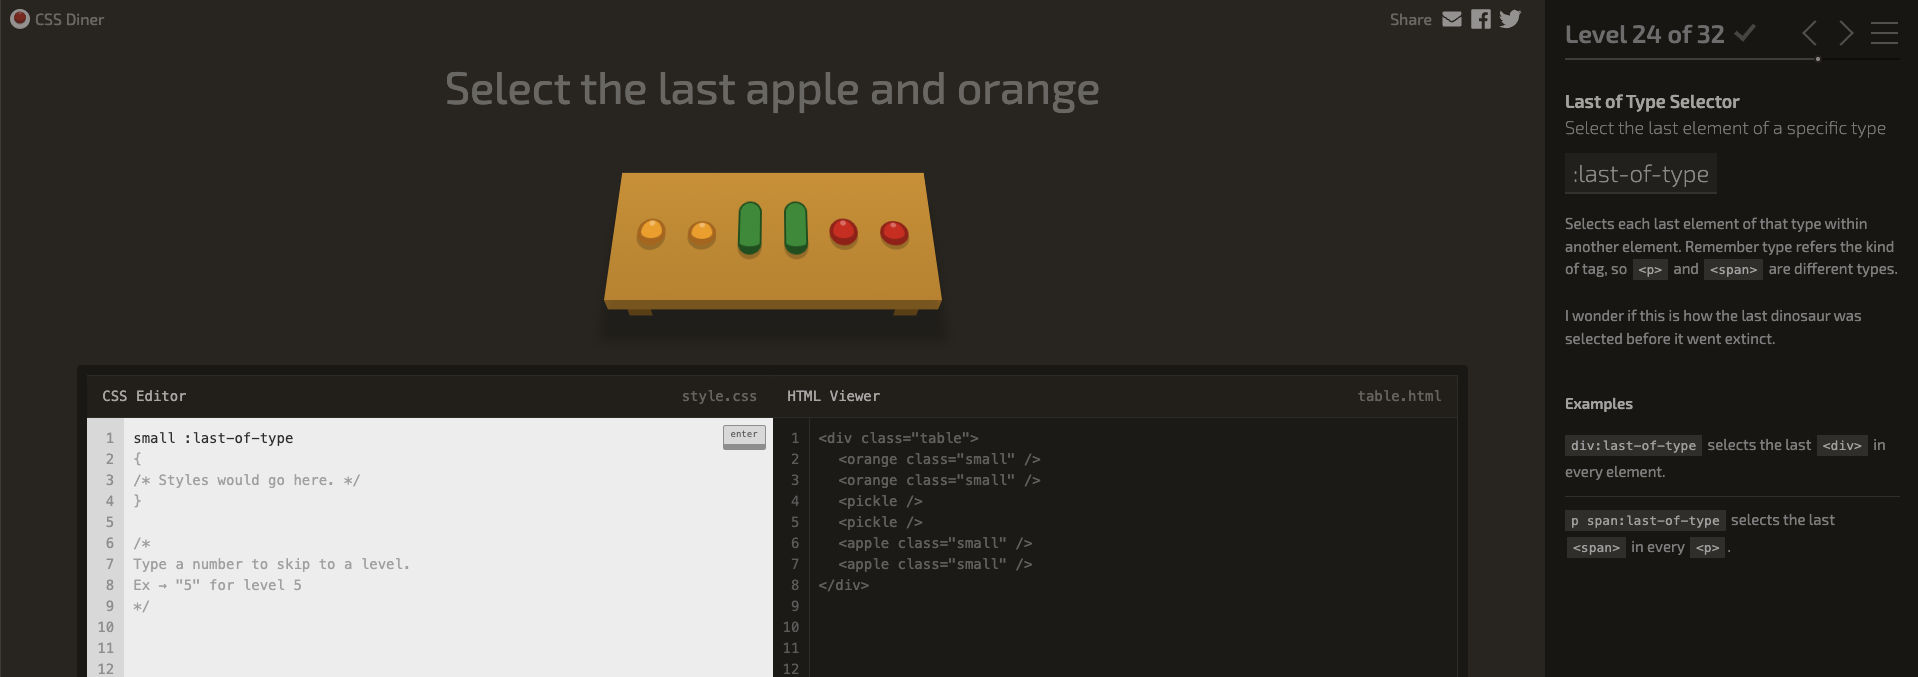 CSS Diner
Share
Select the last apple and orange
CSS Editor style.css
1 small :last-of-type enter
2 {
3 /* Styles would go here. */
4 }
5
6 /*
7 Type a number to skip to a level.
8 Ex → "5" for level 5
9 */
10
11
12
HTML Viewer table.html
1 <div class="table">
2 <orange class="small" />
3 <orange class="small" />
4 <pickle />
5 <pickle />
6 <apple class="small" />
7 <apple class="small" />
8 </div>
9
10
11
12
Level 24 of 32
Last of Type Selector
Select the last element of a specific type
:last-of-type
Selects each last element of that type within
another element. Remember type refers the kind
of tag, so <p> and <span> are different types.
I wonder if this is how the last dinosaur was
selected before it went extinct.
Examples
div:last-of-type selects the last <div> in
every element.
p span:last-of-type selects the last
<span> in every <p>.